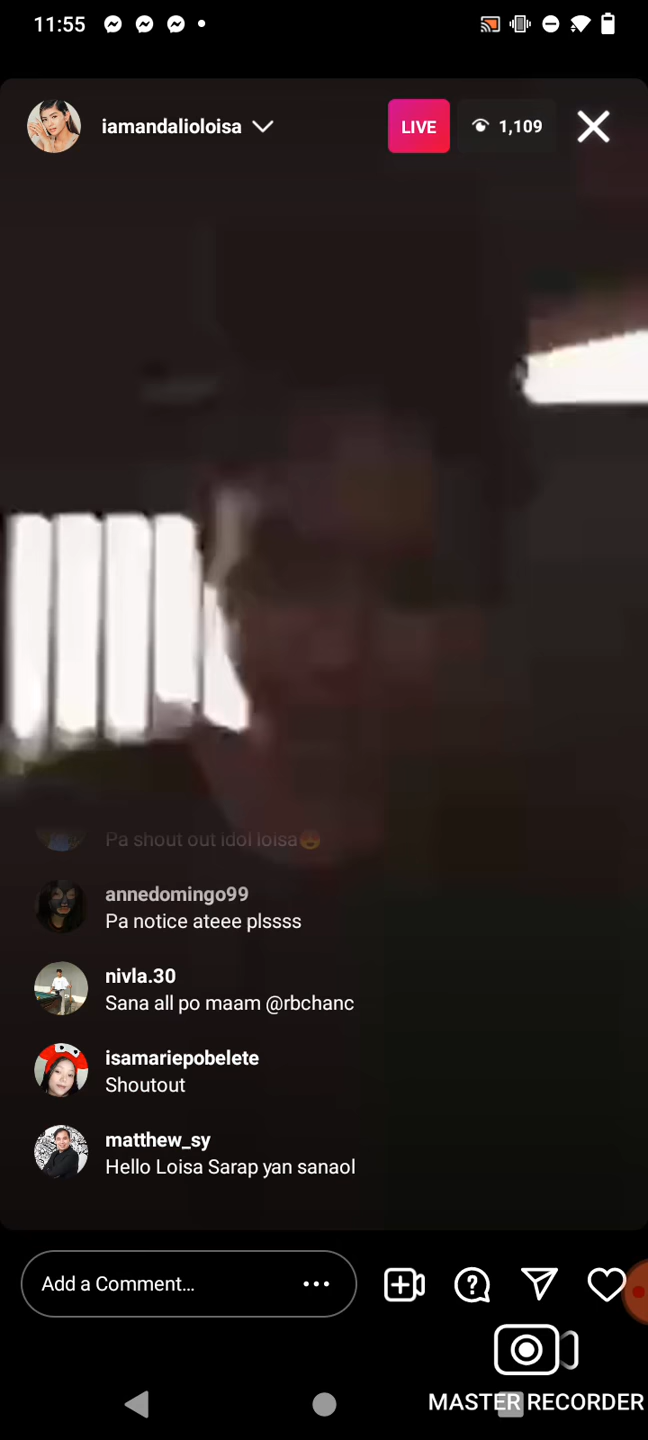 11:55
iamandalioloisa
LIVE
1,109
Pa shout out idol loisa😍
annedomingo99
Pa notice ateee plssss
nivla.30
Sana all po maam @rbchanc
isamariepobelete
Shoutout
matthew_sy
Hello Loisa Sarap yan sanaol
Add a Comment...
MASTER RECORDER